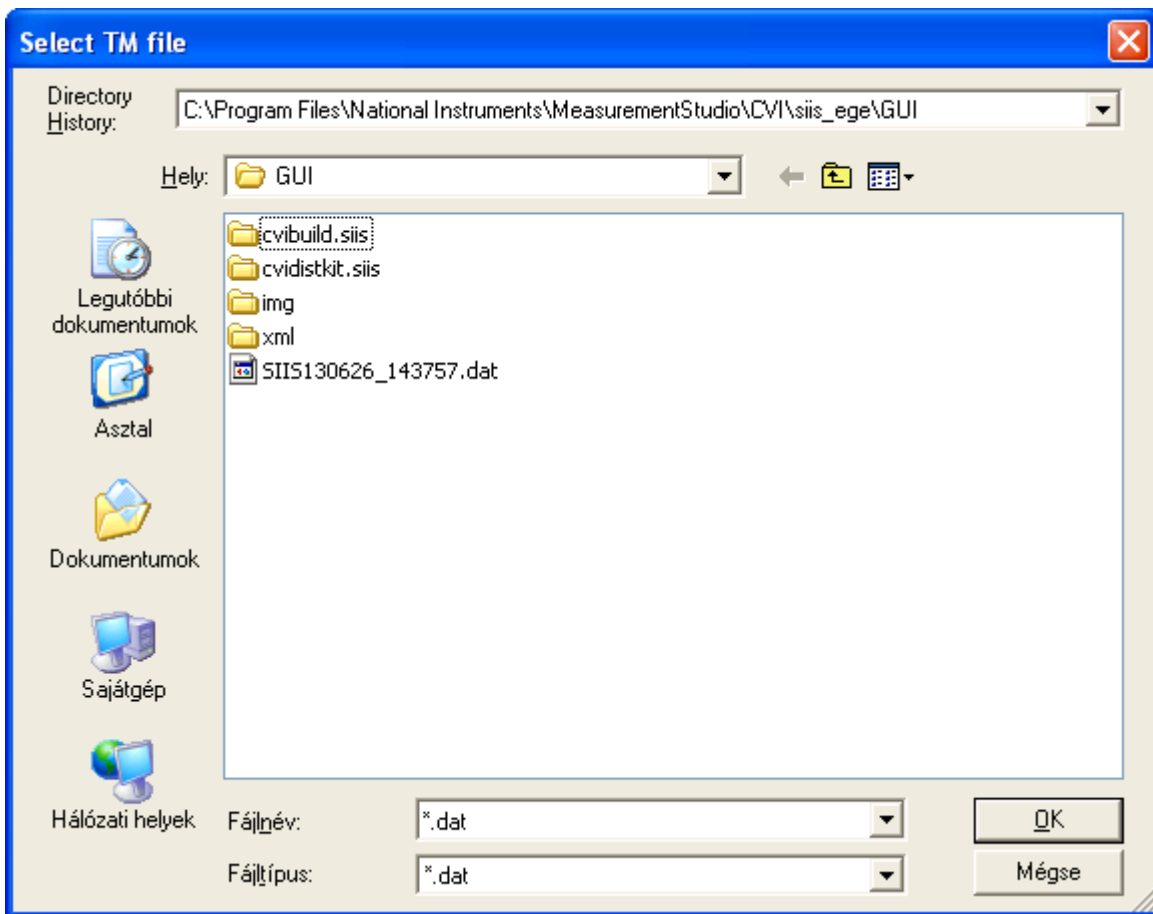 Select TM file
Directory
History:
C:\Program Files\National Instruments\MeasurementStudio\CVI\siis_ege\GUI
Hely:
GUI
cvibuild.siis
cvidistkit.siis
img
xml
SIIS130626_143757.dat
Legutóbbi
dokumentumok
Asztal
Dokumentumok
Sajátgép
Hálózati helyek
Fájlnév:
*.dat
OK
Fájltípus:
*.dat
Mégse